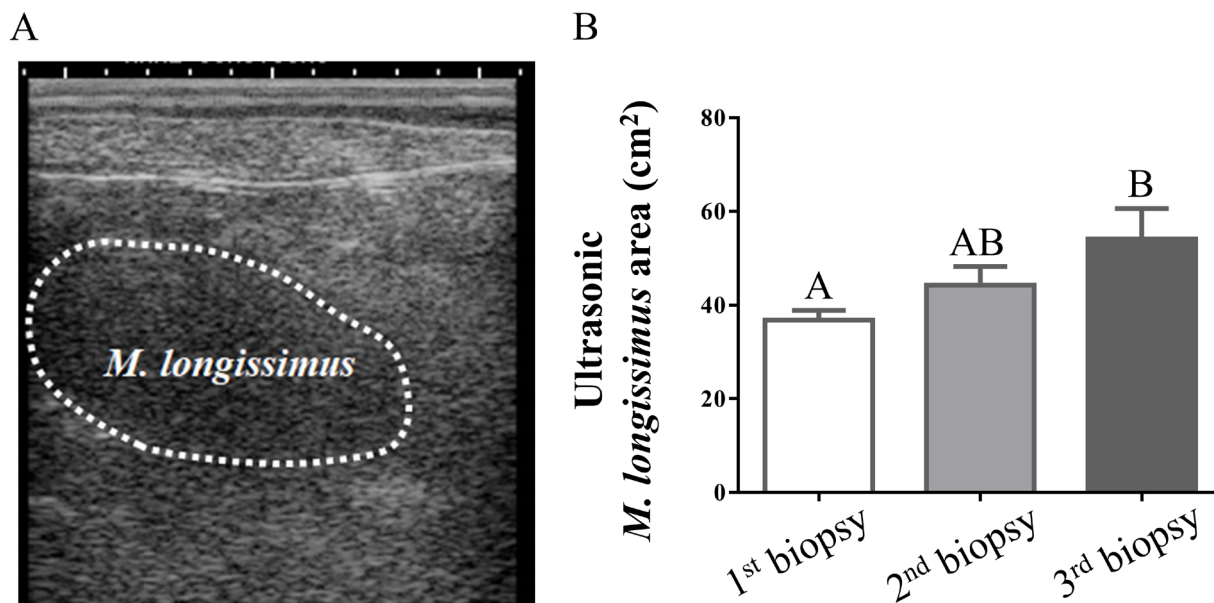 A
B
M. longissimus
Ultrasonic
M. longissimus area (cm²)
80
60
40
20
0
A
AB
B
1st biopsy
2nd biopsy
3rd biopsy